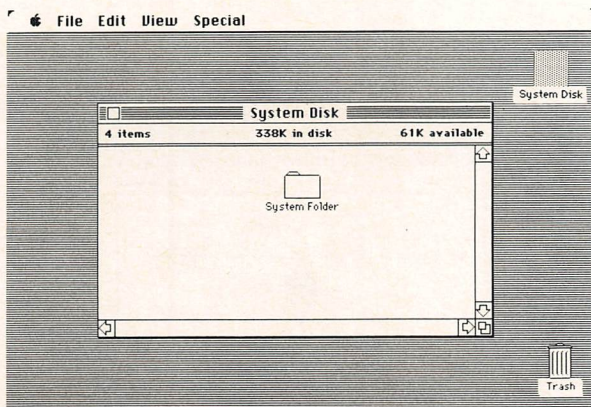 File Edit View Special
System Disk
System Disk
4 items 338K in disk 61K available
System Folder
Trash